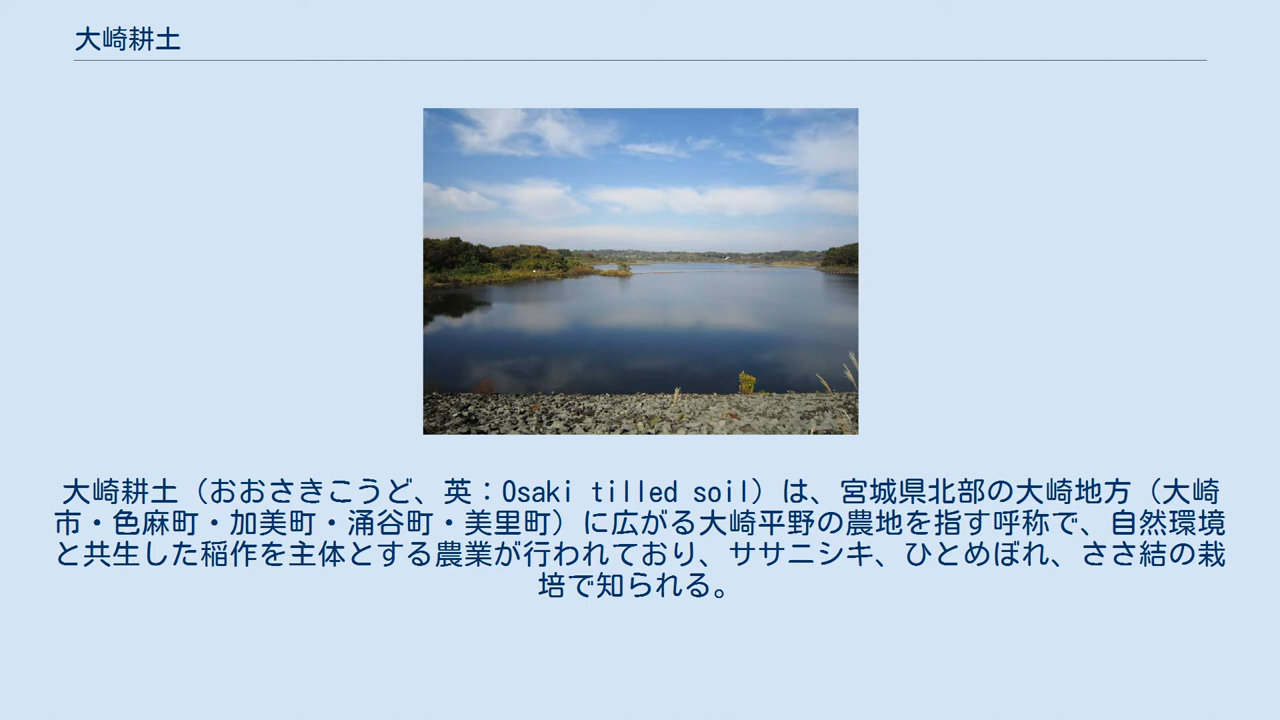 大崎耕土
大崎耕土（おおさきこうど、英：Osaki tilled soil）は、宮城県北部の大崎地方（大崎
市・色麻町・加美町・涌谷町・美里町）に広がる大崎平野の農地を指す呼称で、自然環境
と共生した稲作を主体とする農業が行われており、ササニシキ、ひとめぼれ、ささ結の栽
培で知られる。